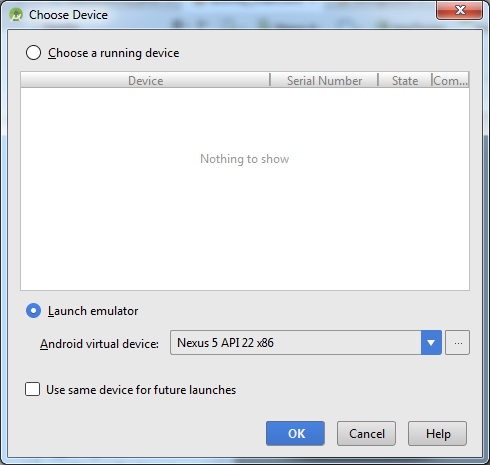 Choose Device
Choose a running device
Device Serial Number State Com...
Nothing to show
Launch emulator
Android virtual device: Nexus 5 API 22 x86 ...
Use same device for future launches
OK Cancel Help